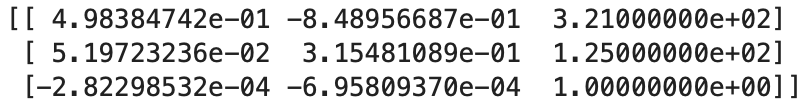 [[ 4.98384742e-01 -8.48956687e-01 3.21000000e+02]
[ 5.19723236e-02 3.15481089e-01 1.25000000e+02]
[-2.82298532e-04 -6.95809370e-04 1.00000000e+00]]